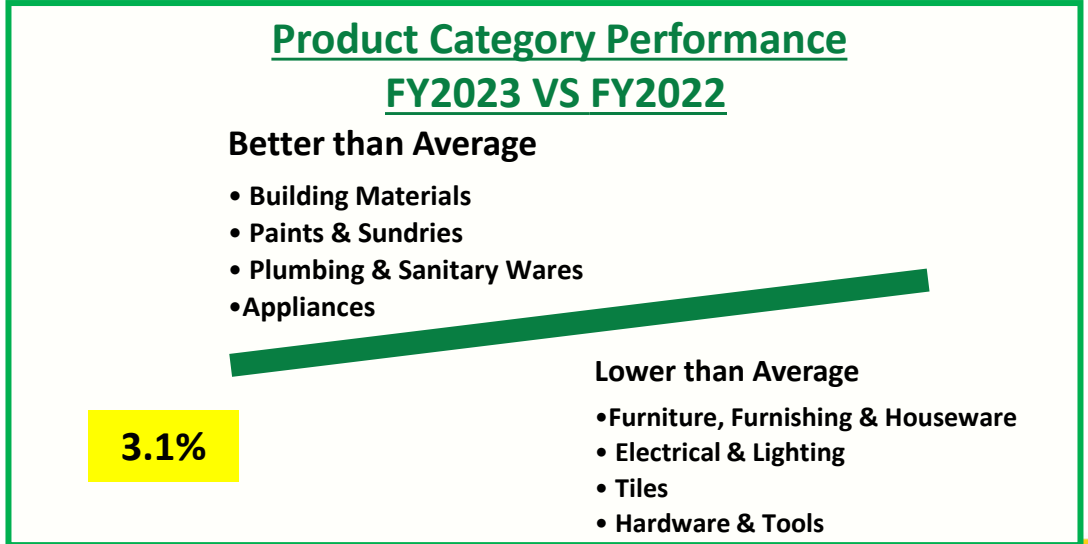 Product Category Performance
FY2023 VS FY2022
Better than Average
• Building Materials
• Paints & Sundries
• Plumbing & Sanitary Wares
•Appliances
Lower than Average
•Furniture, Furnishing & Houseware
• Electrical & Lighting
• Tiles
• Hardware & Tools
3.1%